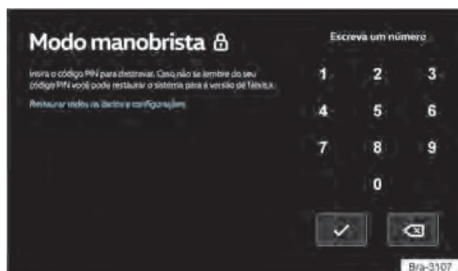 Modo manobrista
Insira o código PIN para destravar. Caso não se lembre do seu
código PIN você pode restaurar o sistema para a versão de fábrica.
Restaurar todos os dados e configurações
Escreva um número
1 2 3
4 5 6
7 8 9
0
Bra-3107